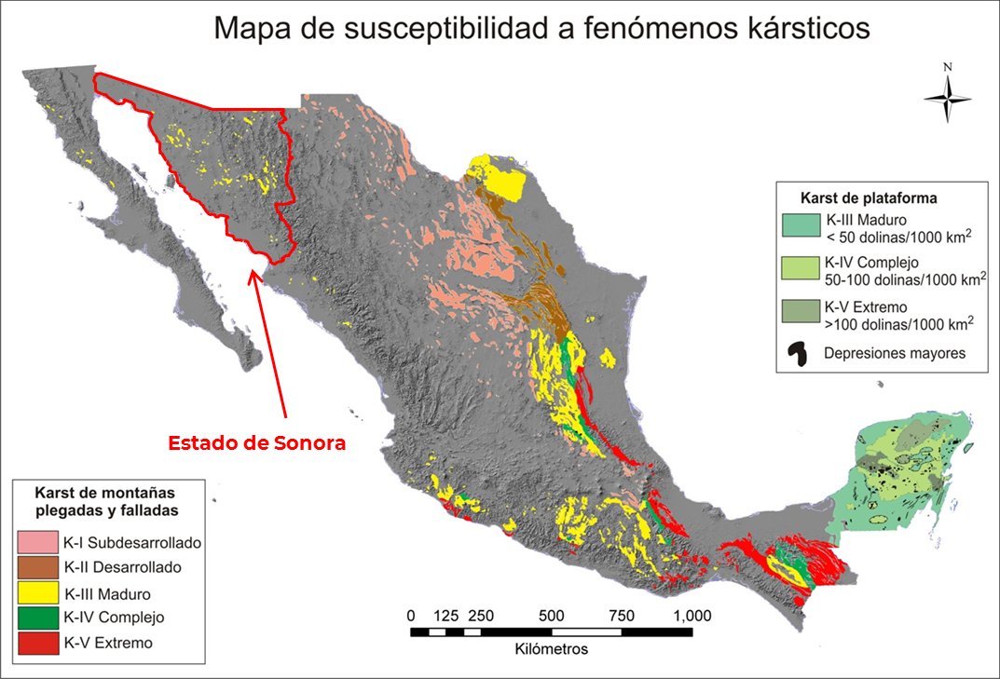 Mapa de susceptibilidad a fenómenos kársticos
N
Karst de plataforma
K-III Maduro
< 50 dolinas/1000 km²
K-IV Complejo
50-100 dolinas/1000 km²
K-V Extremo
>100 dolinas/1000 km²
Depresiones mayores
Estado de Sonora
Karst de montañas
plegadas y falladas
K-I Subdesarrollado
K-II Desarrollado
K-III Maduro
K-IV Complejo
K-V Extremo
0 125 250 500 750 1,000
Kilómetros